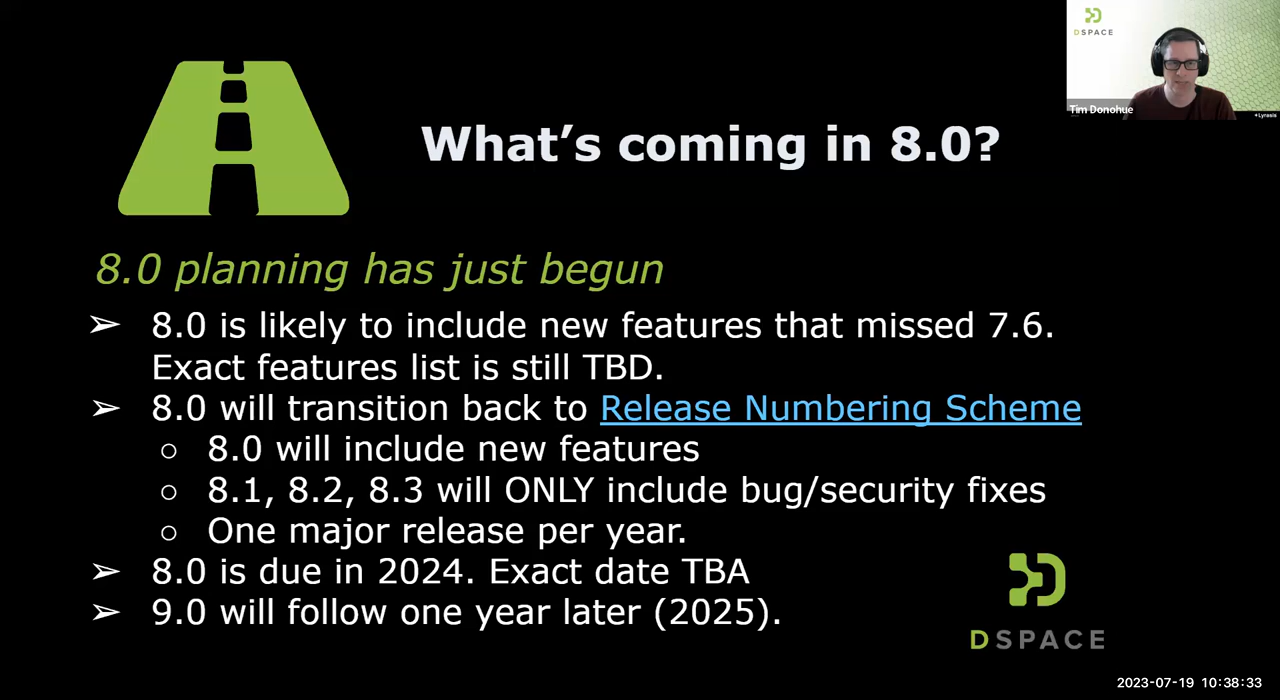 DSPACE
Tim Donohue
Lyrasis
What's coming in 8.0?
8.0 planning has just begun
➢ 8.0 is likely to include new features that missed 7.6.
Exact features list is still TBD.
➢ 8.0 will transition back to Release Numbering Scheme
○ 8.0 will include new features
○ 8.1, 8.2, 8.3 will ONLY include bug/security fixes
○ One major release per year.
➢ 8.0 is due in 2024. Exact date TBA
➢ 9.0 will follow one year later (2025).
DSPACE
2023-07-19 10:38:33